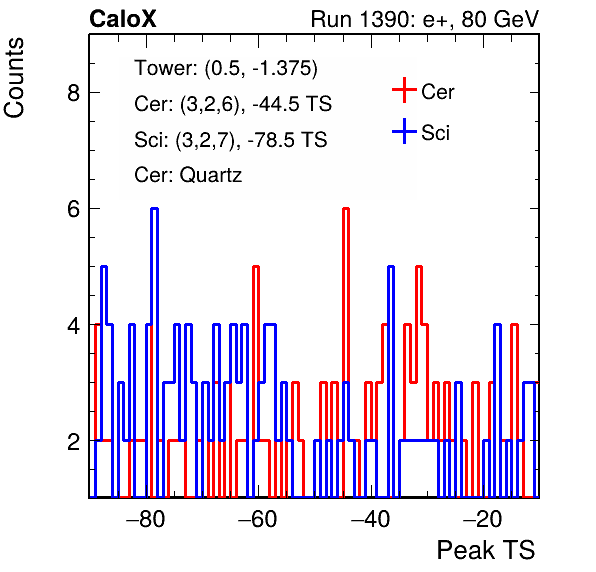 CaloX Run 1390: e+, 80 GeV
Counts
Tower: (0.5, -1.375)
Cer: (3,2,6), -44.5 TS
Sci: (3,2,7), -78.5 TS
Cer: Quartz
Cer
Sci
8
6
4
2
−80 −60 −40 −20
Peak TS